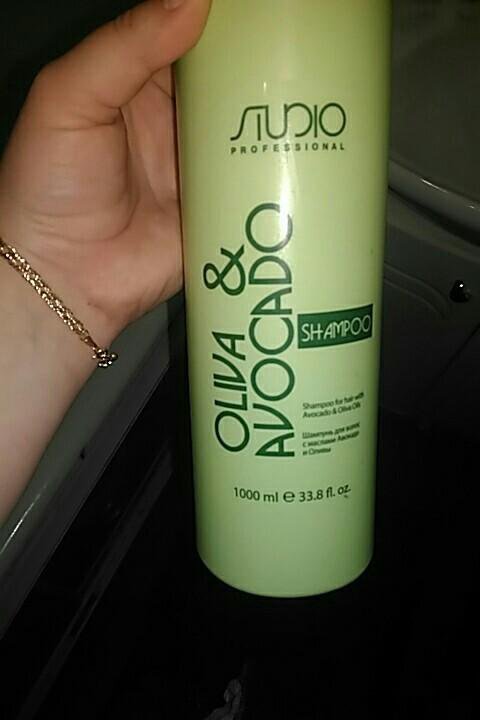 STUDIO
PROFESSIONAL
OLIVA &
AVOCADO
SHAMPOO
Shampoo for hair with
Avocado & Olive Oils
Шампунь для волос
с маслами Авокадо
и Оливы
1000 ml e 33.8 fl. oz.